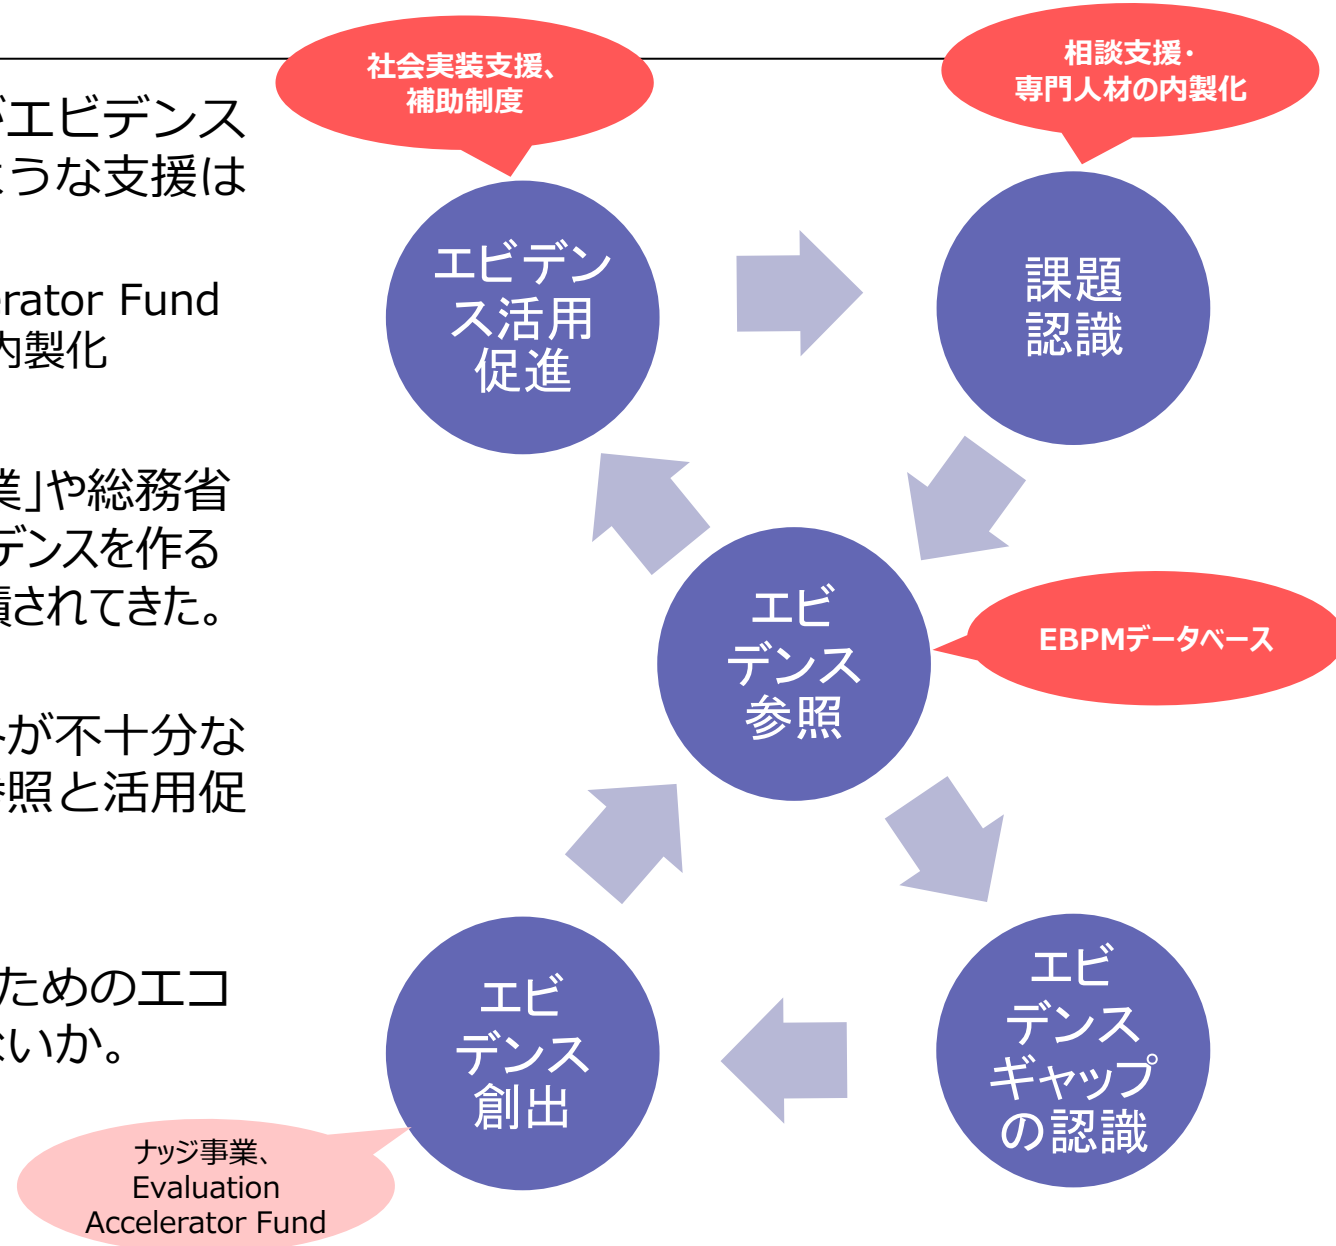 社会実装支援、
補助制度
相談支援・
専門人材の内製化
がエビデンス
ような支援は
erator Fund
内製化
業」や総務省
デンスを作る
積されてきた。
外が不十分な
参照と活用促
ためのエコ
ないか。
エビデン
ス活用
促進
課題
認識
エビ
デンス
参照
EBPMデータベース
エビ
デンス
創出
エビ
デンス
ギャップ
の認識
ナッジ事業、
Evaluation
Accelerator Fund